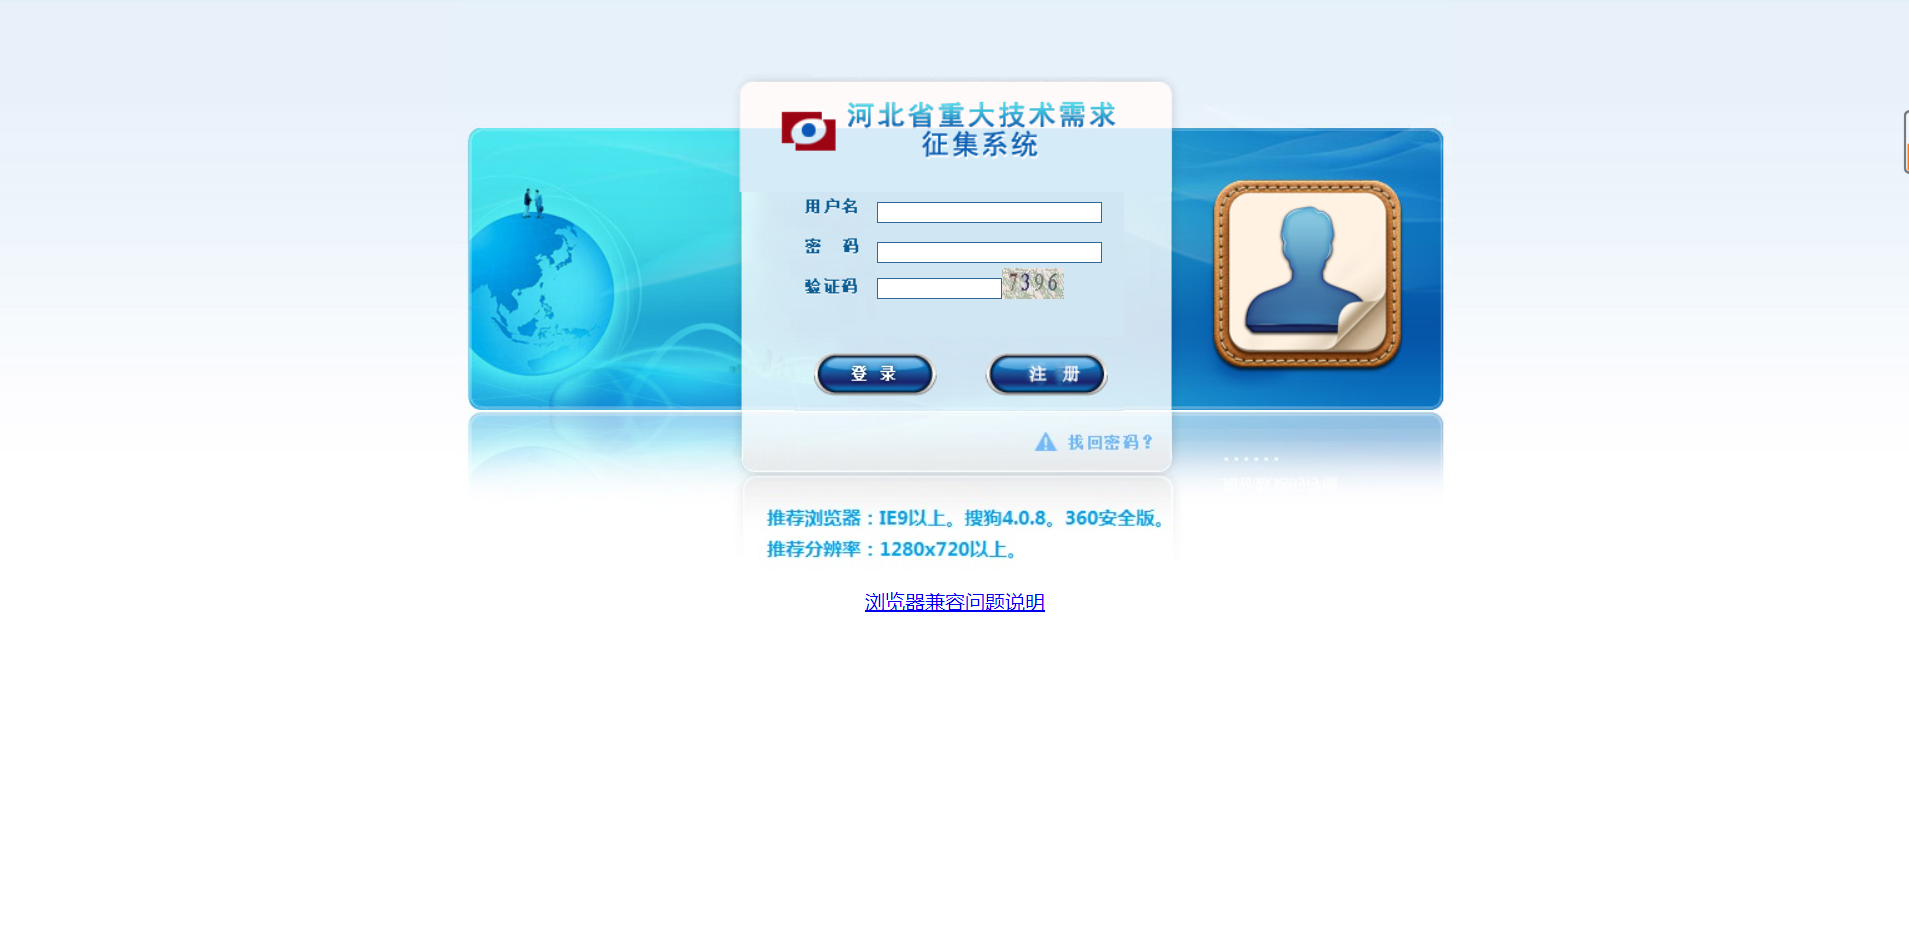 河北省重大技术需求
征集系统
用户名
密 码
验证码
7396
登 录
注 册
找回密码?
推荐浏览器：IE9以上。搜狗4.0.8。360安全版。
推荐分辨率：1280x720以上。
浏览器兼容问题说明